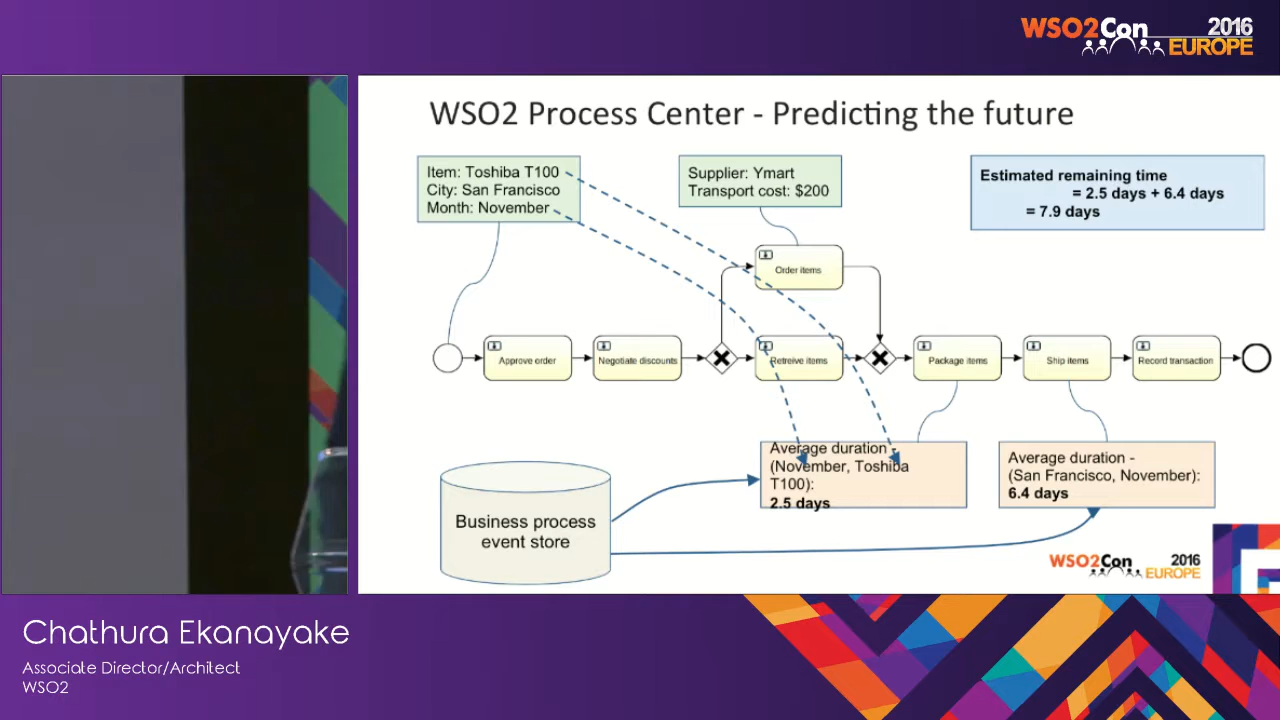 WSO2Con 2016
EUROPE
WSO2 Process Center - Predicting the future
Item: Toshiba T100
City: San Francisco
Month: November
Supplier: Ymart
Transport cost: $200
Estimated remaining time
= 2.5 days + 6.4 days
= 7.9 days
Order items
Approve order
Negotiate discounts
Retreive items
Package items
Ship items
Record transaction
Average duration -
(November, Toshiba
T100):
2.5 days
Average duration -
(San Francisco, November):
6.4 days
Business process
event store
WSO2Con 2016
EUROPE
Chathura Ekanayake
Associate Director/Architect
WSO2